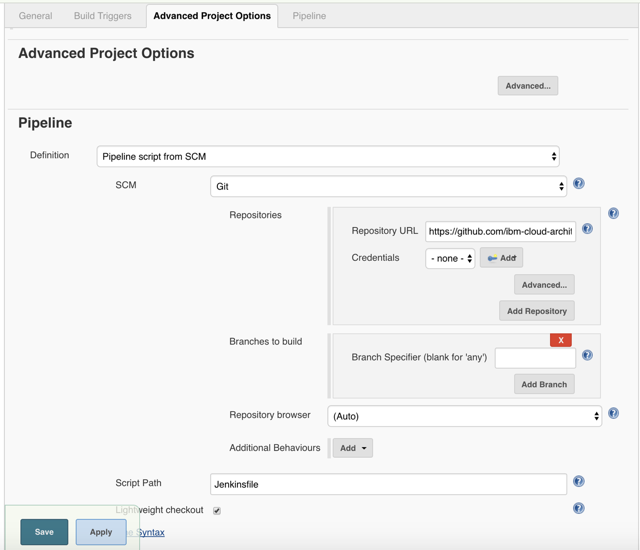 General Build Triggers Advanced Project Options Pipeline
Advanced Project Options
Advanced...
Pipeline
Definition Pipeline script from SCM
SCM Git
Repositories
Repository URL https://github.com/ibm-cloud-archit
Credentials - none - Add
Advanced...
Add Repository
Branches to build X
Branch Specifier (blank for 'any')
Add Branch
Repository browser (Auto)
Additional Behaviours Add
Script Path Jenkinsfile
Lightweight checkout
Save Apply Syntax